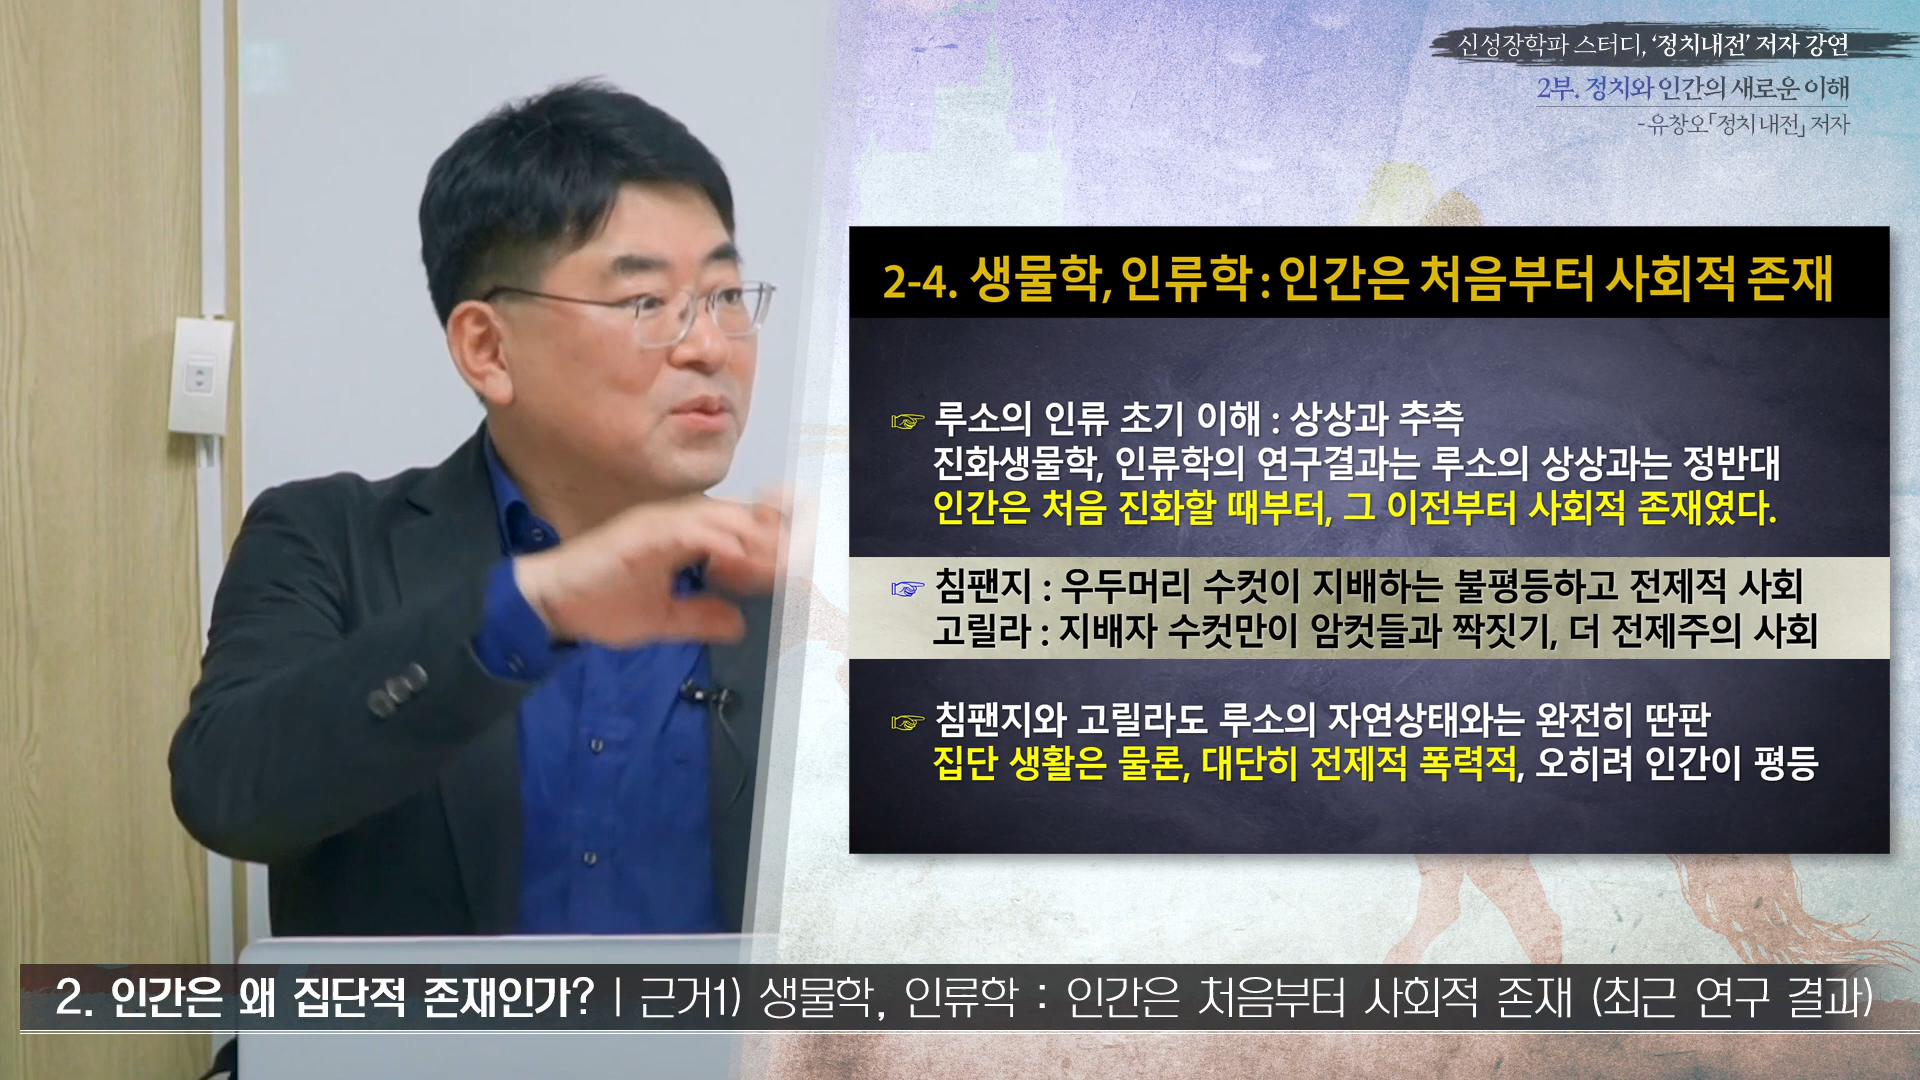 신성장학파 스터디, ‘정치내전’ 저자 강연
2부. 정치와 인간의 새로운 이해
-유창오「정치 내전」 저자
2-4. 생물학, 인류학 : 인간은 처음부터 사회적 존재
☞ 루소의 인류 초기 이해 : 상상과 추측
진화생물학, 인류학의 연구결과는 루소의 상상과는 정반대
인간은 처음 진화할 때부터, 그 이전부터 사회적 존재였다.
☞ 침팬지 : 우두머리 수컷이 지배하는 불평등하고 전제적 사회
고릴라 : 지배자 수컷만이 암컷들과 짝짓기, 더 전제주의 사회
☞ 침팬지와 고릴라도 루소의 자연상태와는 완전히 딴판
집단 생활은 물론, 대단히 전제적 폭력적, 오히려 인간이 평등
2. 인간은 왜 집단적 존재인가? | 근거1) 생물학, 인류학 : 인간은 처음부터 사회적 존재 (최근 연구 결과)